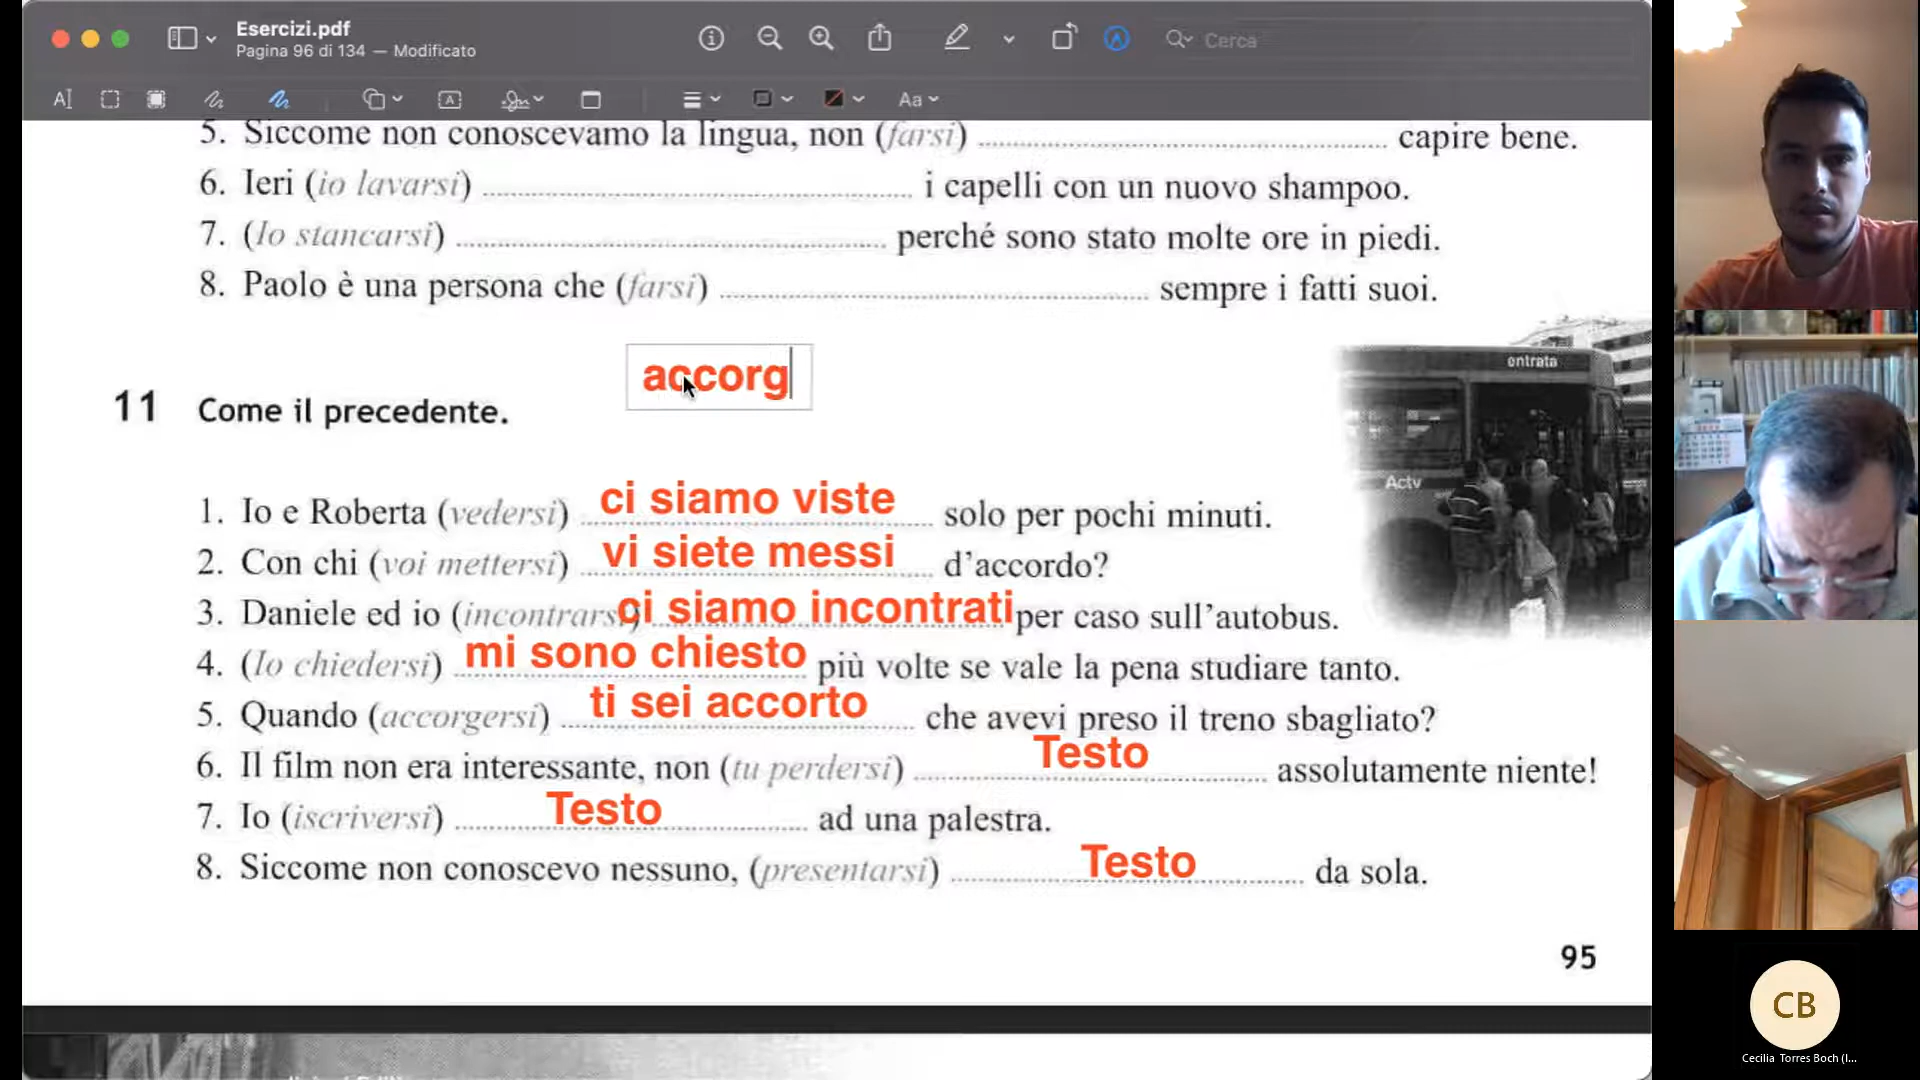 Esercizi.pdf
Pagina 96 di 134 — Modificato
Cerca
Aa
5. Siccome non conoscevamo la lingua, non (farsi) capire bene.
6. Ieri (io lavarsi) i capelli con un nuovo shampoo.
7. (Io stancarsi) perché sono stato molte ore in piedi.
8. Paolo è una persona che (farsi) sempre i fatti suoi.
entrata
accorg
11 Come il precedente.
Actv
1. Io e Roberta (vedersi) ci siamo viste solo per pochi minuti.
2. Con chi (voi mettersi) vi siete messi d'accordo?
3. Daniele ed io (incontrarsi) ci siamo incontrati per caso sull'autobus.
4. (Io chiedersi) mi sono chiesto più volte se vale la pena studiare tanto.
5. Quando (accorgersi) ti sei accorto che avevi preso il treno sbagliato?
6. Il film non era interessante, non (tu perdersi) Testo assolutamente niente!
7. Io (iscriversi) Testo ad una palestra.
8. Siccome non conoscevo nessuno, (presentarsi) Testo da sola.
95
CB
Cecilia Torres Boch (I...